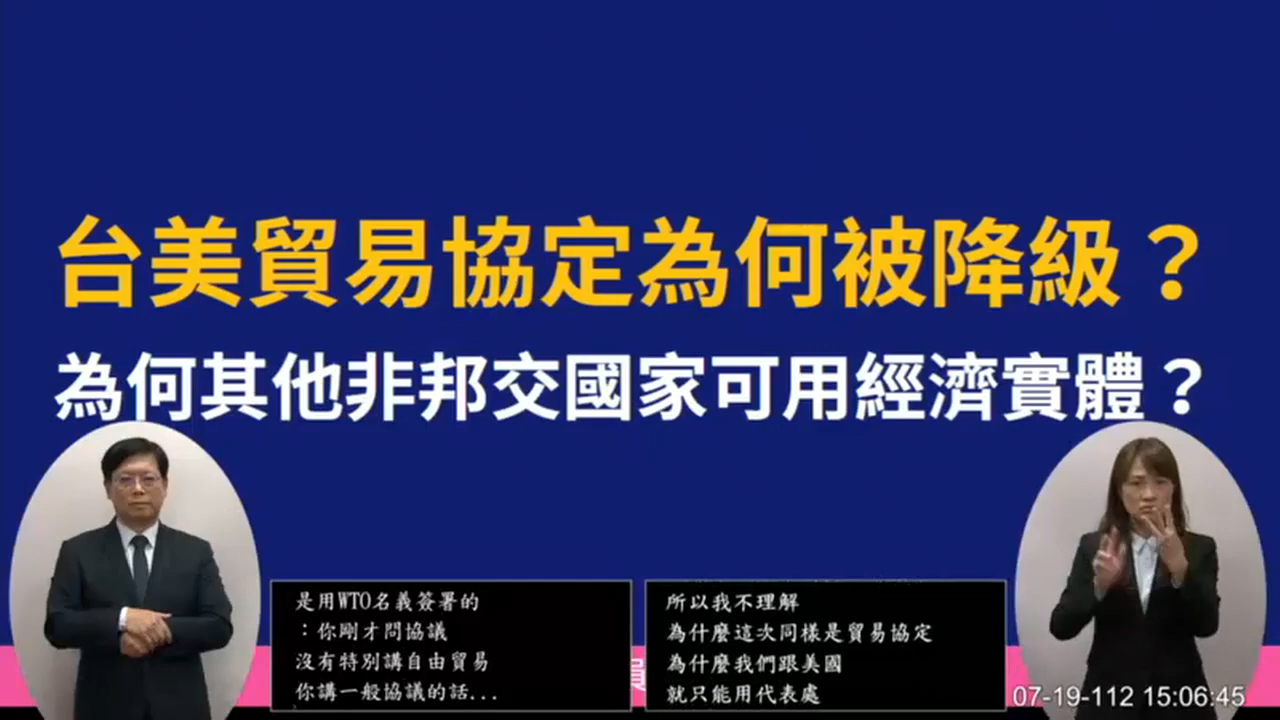 台美貿易協定為何被降級？
為何其他非邦交國家可用經濟實體？
是用WTO名義簽署的
：你剛才問協議
沒有特別講自由貿易
你講一般協議的話...
所以我不理解
為什麼這次同樣是貿易協定
為什麼我們跟美國
就只能用代表處
07-19-112 15:06:45